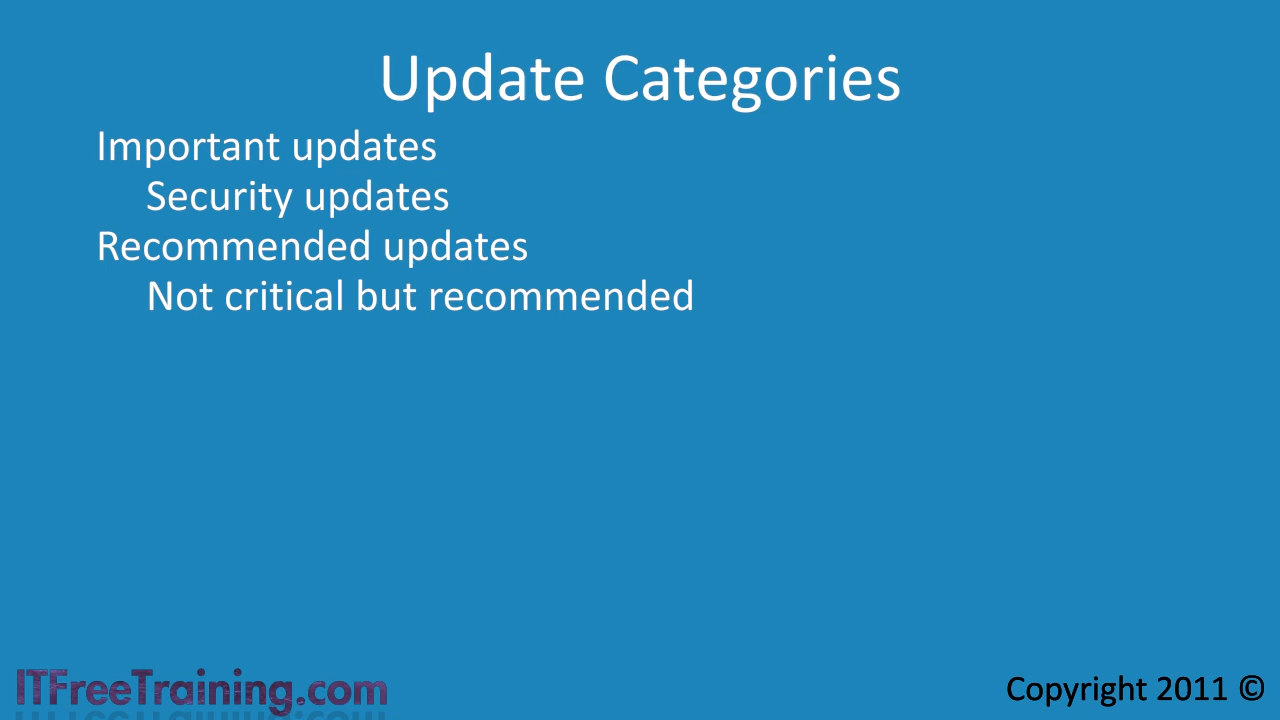 Update Categories
Important updates
Security updates
Recommended updates
Not critical but recommended
ITFreeTraining.com
Copyright 2011 ©